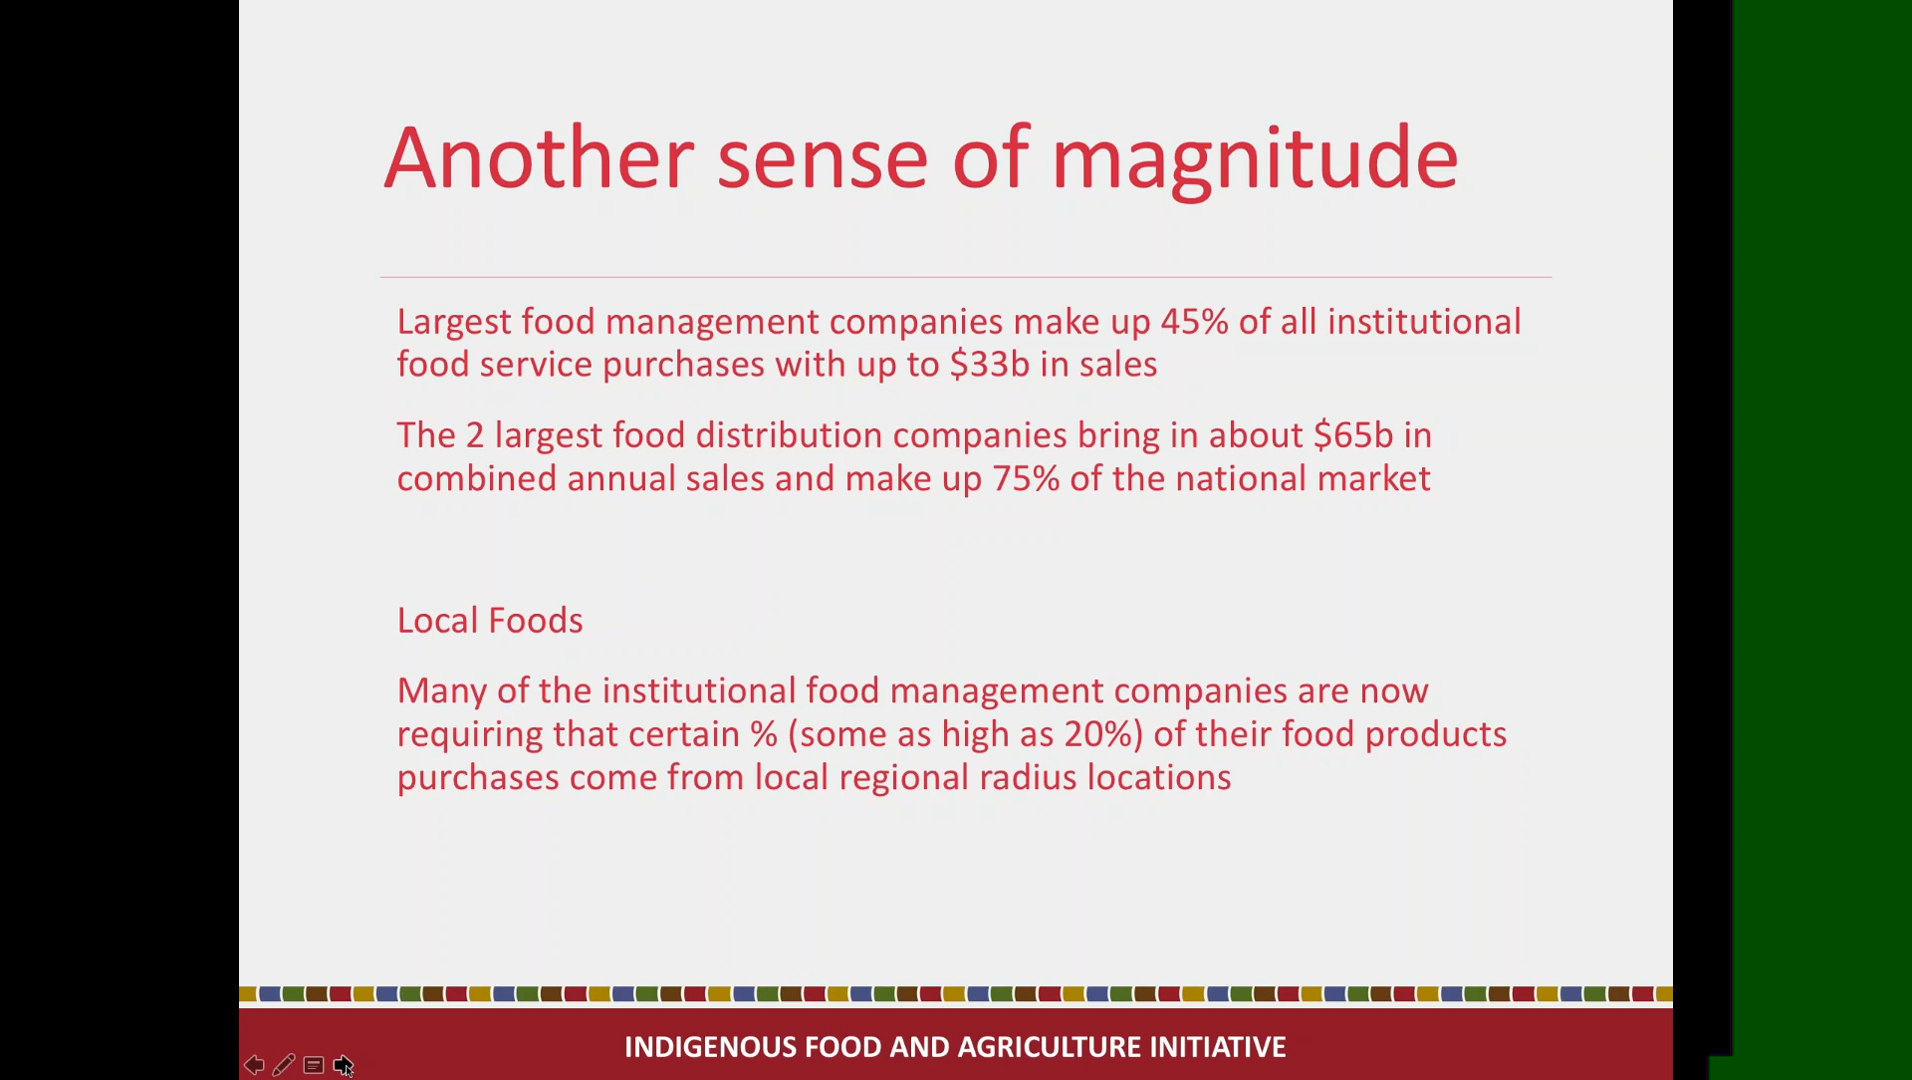 Another sense of magnitude
Largest food management companies make up 45% of all institutional
food service purchases with up to $33b in sales
The 2 largest food distribution companies bring in about $65b in
combined annual sales and make up 75% of the national market
Local Foods
Many of the institutional food management companies are now
requiring that certain % (some as high as 20%) of their food products
purchases come from local regional radius locations
INDIGENOUS FOOD AND AGRICULTURE INITIATIVE